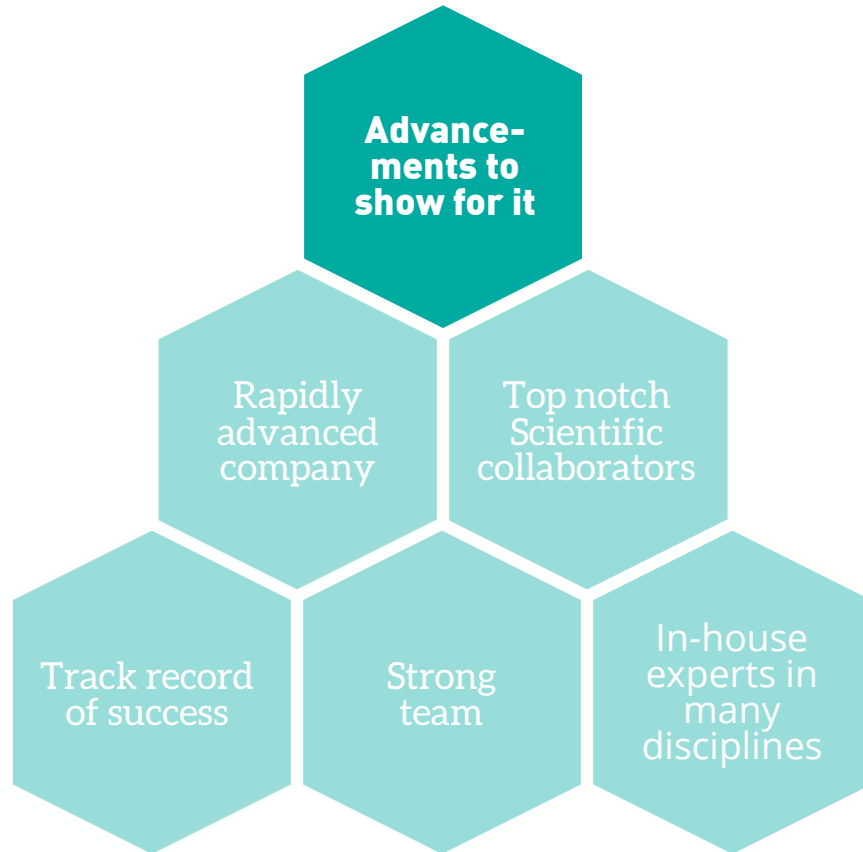 Advance-
ments to
show for it
Rapidly
advanced
company
Top notch
Scientific
collaborators
Track record
of success
Strong
team
In-house
experts in
many
disciplines